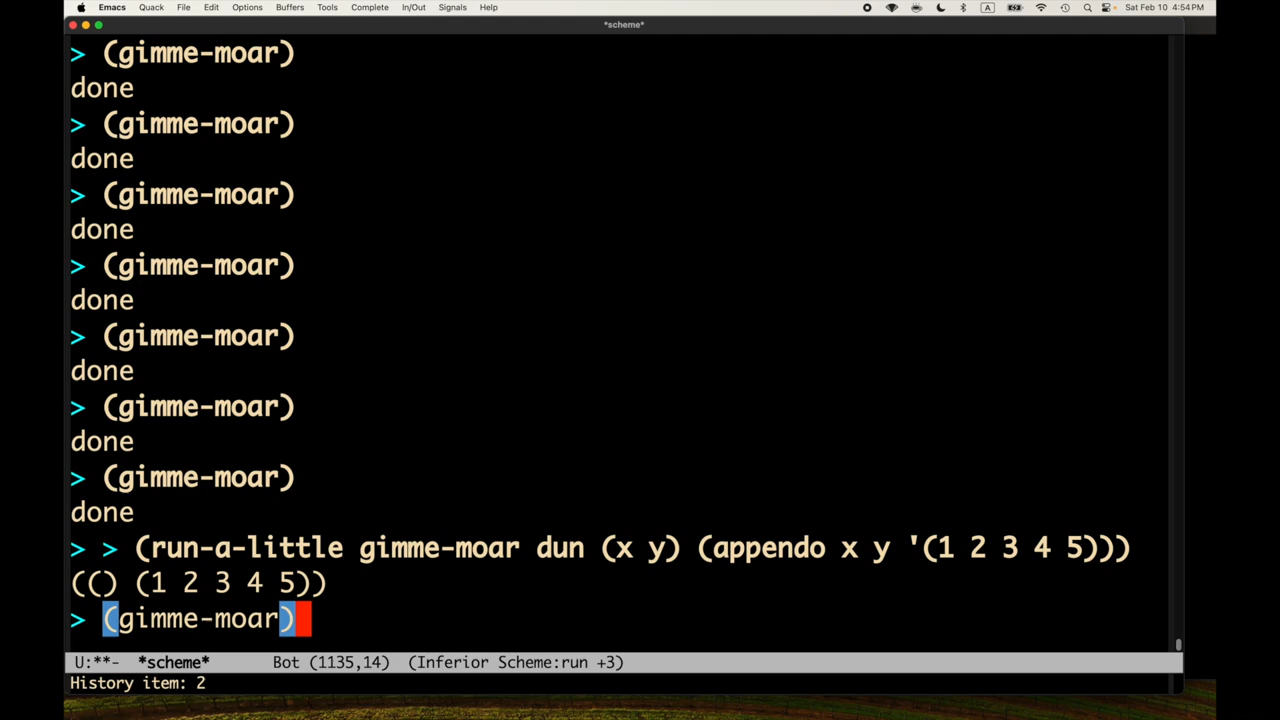 Emacs Quack File Edit Options Buffers Tools Complete In/Out Signals Help A Sat Feb 10 4:54 PM
*scheme*
> (gimme-moar)
done
> (gimme-moar)
done
> (gimme-moar)
done
> (gimme-moar)
done
> (gimme-moar)
done
> (gimme-moar)
done
> (gimme-moar)
done
> > (run-a-little gimme-moar dun (x y) (appendo x y '(1 2 3 4 5)))
(() (1 2 3 4 5))
> (gimme-moar)
U:**- *scheme* Bot (1135,14) (Inferior Scheme:run +3)
History item: 2